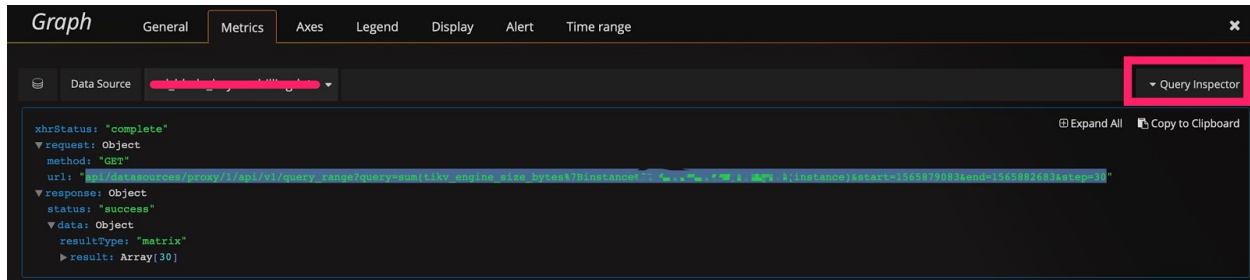 Graph General Metrics Axes Legend Display Alert Time range
Data Source Query Inspector
Expand All Copy to Clipboard
xhrStatus: "complete"
request: Object
method: "GET"
url: "api/datasources/proxy/1/api/v1/query_range?query=sum(tikv_engine_size_bytes%7Binstance instance)&start=1565879083&end=1565882683&step=30"
response: Object
status: "success"
data: Object
resultType: "matrix"
result: Array[30]